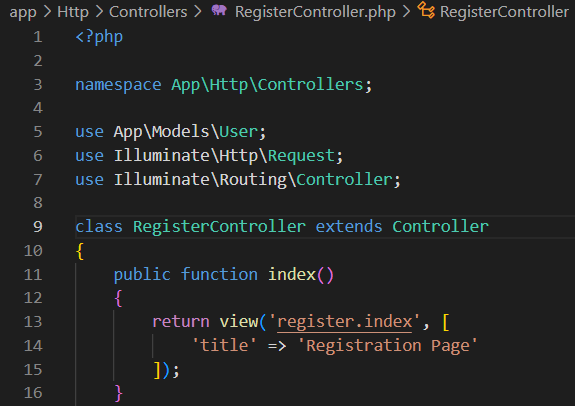 app > Http > Controllers > RegisterController.php > RegisterController
1 <?php
2
3 namespace App\Http\Controllers;
4
5 use App\Models\User;
6 use Illuminate\Http\Request;
7 use Illuminate\Routing\Controller;
8
9 class RegisterController extends Controller
10 {
11     public function index()
12     {
13         return view('register.index', [
14             'title' => 'Registration Page'
15         ]);
16     }